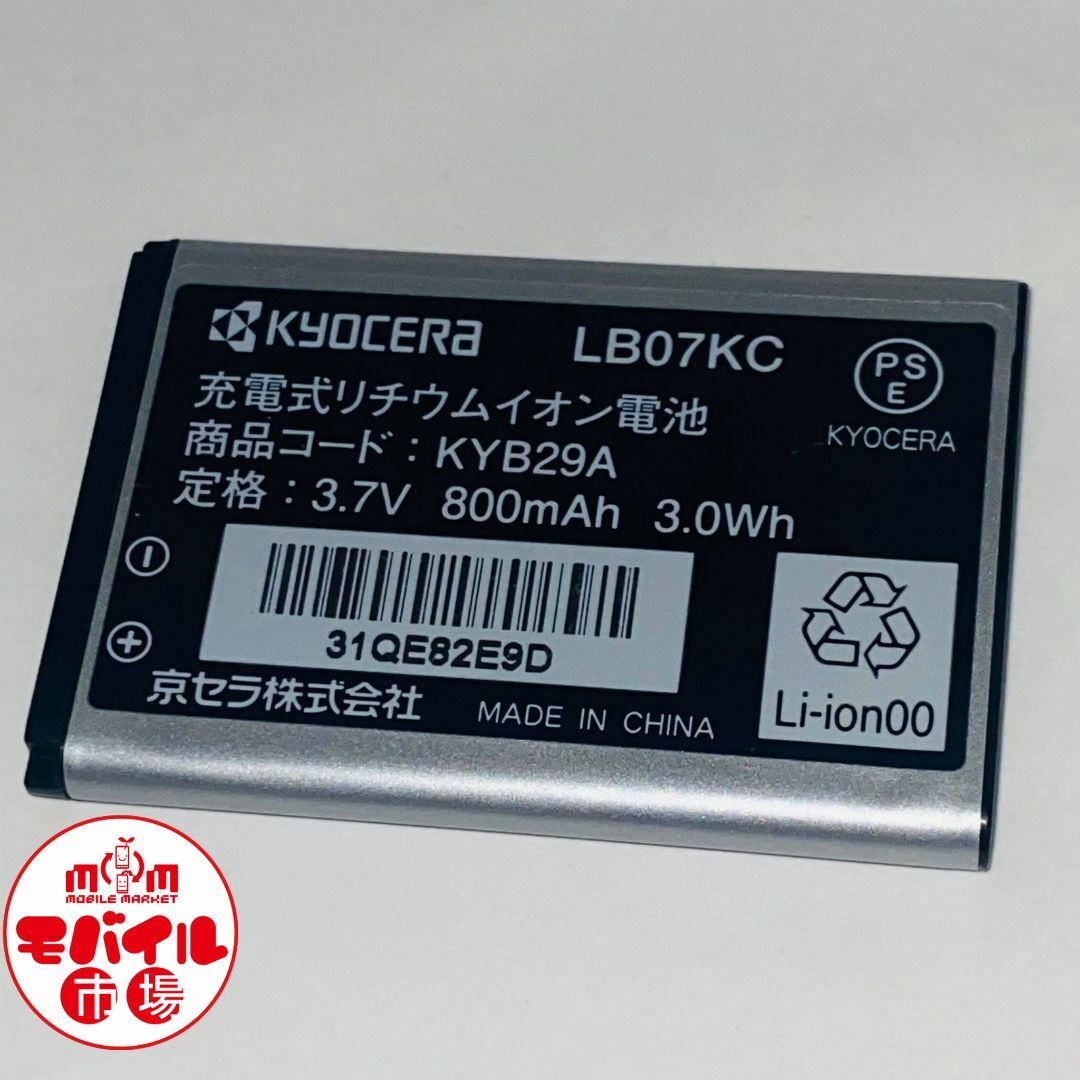 KYOCERA LB07KC
PS
E
KYOCERA
充電式リチウムイオン電池
商品コード：KYB29A
定格：3.7V 800mAh 3.0Wh
31QE82E9D
京セラ株式会社 MADE IN CHINA
Li-ion00
MOBILE MARKET
モバイル
市場